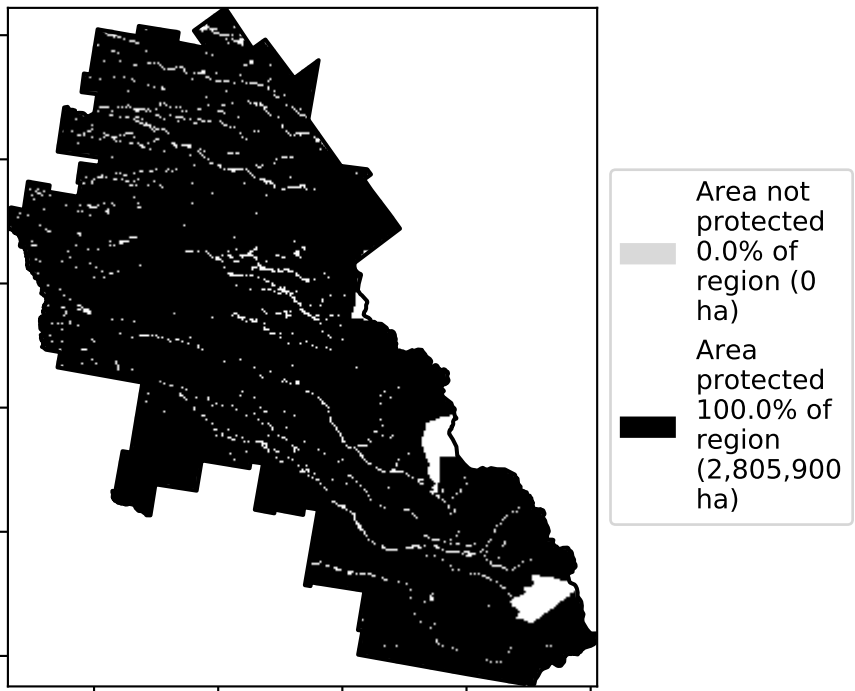 Area not
protected
0.0% of
region (0
ha)
Area
protected
100.0% of
region
(2,805,900
ha)